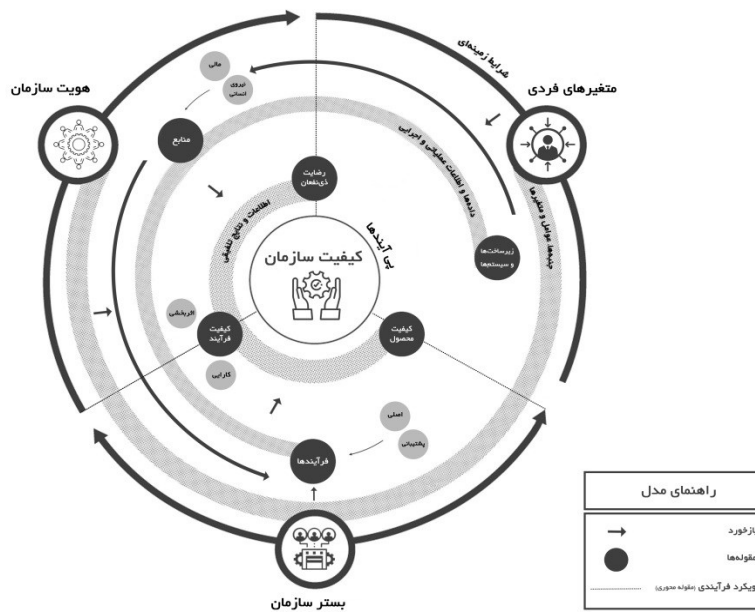 شرایط زمینه‌ای
متغیرهای فردی
هویت سازمان
مالی
نیروی
انسانی
منابع
داده‌ها و اطلاعات عملیاتی و اجرایی
جنبه‌ها، عوامل و متغیرها
رضایت
ذی‌نفعان
اطلاعات و نتایج تلفیقی
پی آیندها
کیفیت سازمان
زیرساخت‌ها
و سیستم‌ها
اثربخشی
کیفیت
فرآیند
کیفیت
محصول
کارایی
اصلی
پشتیبانی
فرآیندها
بستر سازمان
راهنمای مدل
بازخورد
مقوله‌ها
رویکرد فرآیندی (مقوله محوری)